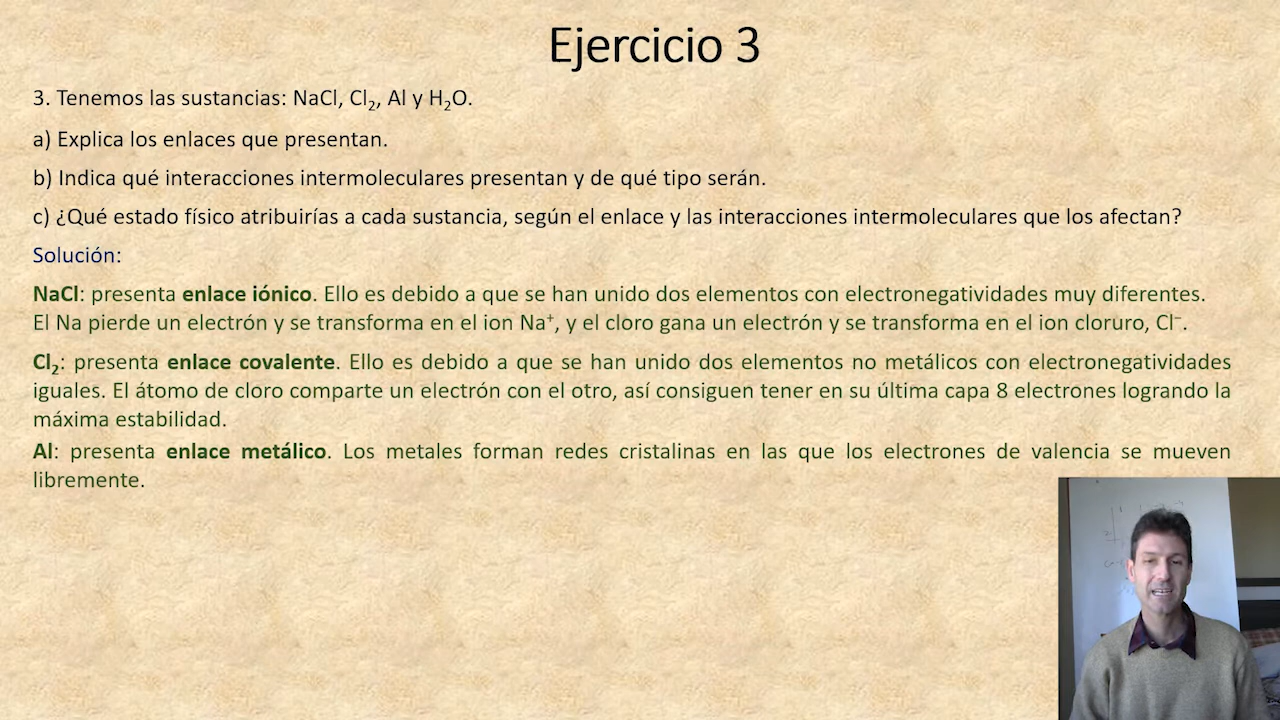 Ejercicio 3
3. Tenemos las sustancias: NaCl, Cl₂, Al y H₂O.
a) Explica los enlaces que presentan.
b) Indica qué interacciones intermoleculares presentan y de qué tipo serán.
c) ¿Qué estado físico atribuirías a cada sustancia, según el enlace y las interacciones intermoleculares que los afectan?
Solución:
NaCl: presenta enlace iónico. Ello es debido a que se han unido dos elementos con electronegatividades muy diferentes.
El Na pierde un electrón y se transforma en el ion Na⁺, y el cloro gana un electrón y se transforma en el ion cloruro, Cl⁻.
Cl₂: presenta enlace covalente. Ello es debido a que se han unido dos elementos no metálicos con electronegatividades
iguales. El átomo de cloro comparte un electrón con el otro, así consiguen tener en su última capa 8 electrones logrando la
máxima estabilidad.
Al: presenta enlace metálico. Los metales forman redes cristalinas en las que los electrones de valencia se mueven
libremente.